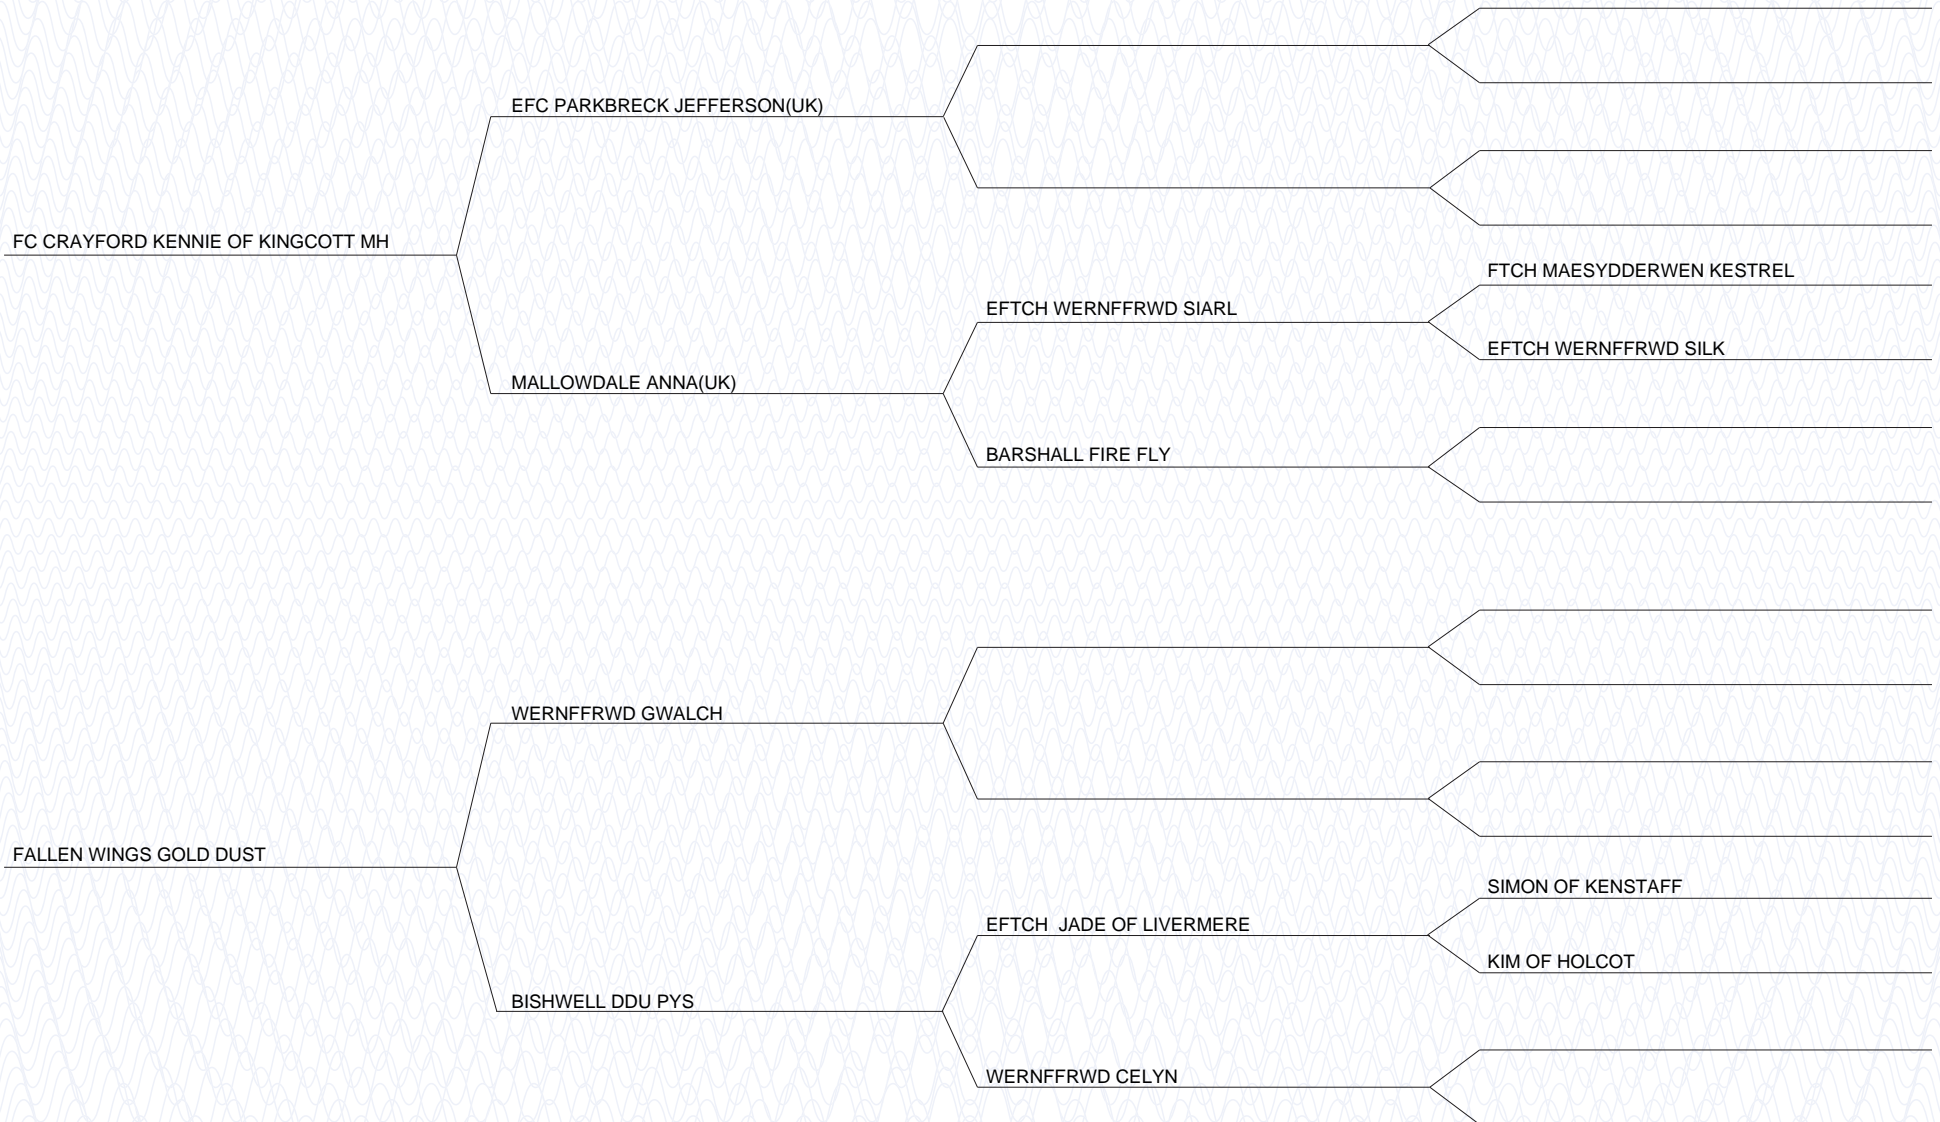 EFC PARKBRECK JEFFERSON(UK)
FC CRAYFORD KENNIE OF KINGCOTT MH
FTCH MAESYDDERWEN KESTREL
EFTCH WERNFFRWD SIARL
EFTCH WERNFFRWD SILK
MALLOWDALE ANNA(UK)
BARSHALL FIRE FLY
WERNFFRWD GWALCH
FALLEN WINGS GOLD DUST
SIMON OF KENSTAFF
EFTCH  JADE OF LIVERMERE
KIM OF HOLCOT
BISHWELL DDU PYS
WERNFFRWD CELYN